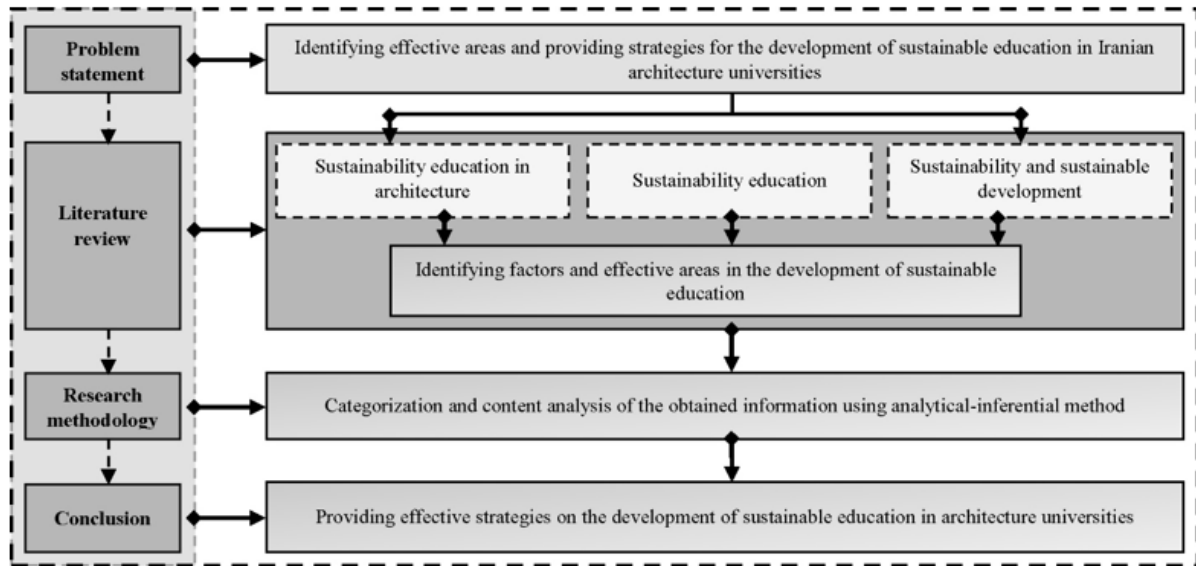 Problem
statement
Identifying effective areas and providing strategies for the development of sustainable education in Iranian
architecture universities
Literature
review
Sustainability education in
architecture
Sustainability education
Sustainability and sustainable
development
Identifying factors and effective areas in the development of sustainable
education
Research
methodology
Categorization and content analysis of the obtained information using analytical-inferential method
Conclusion
Providing effective strategies on the development of sustainable education in architecture universities